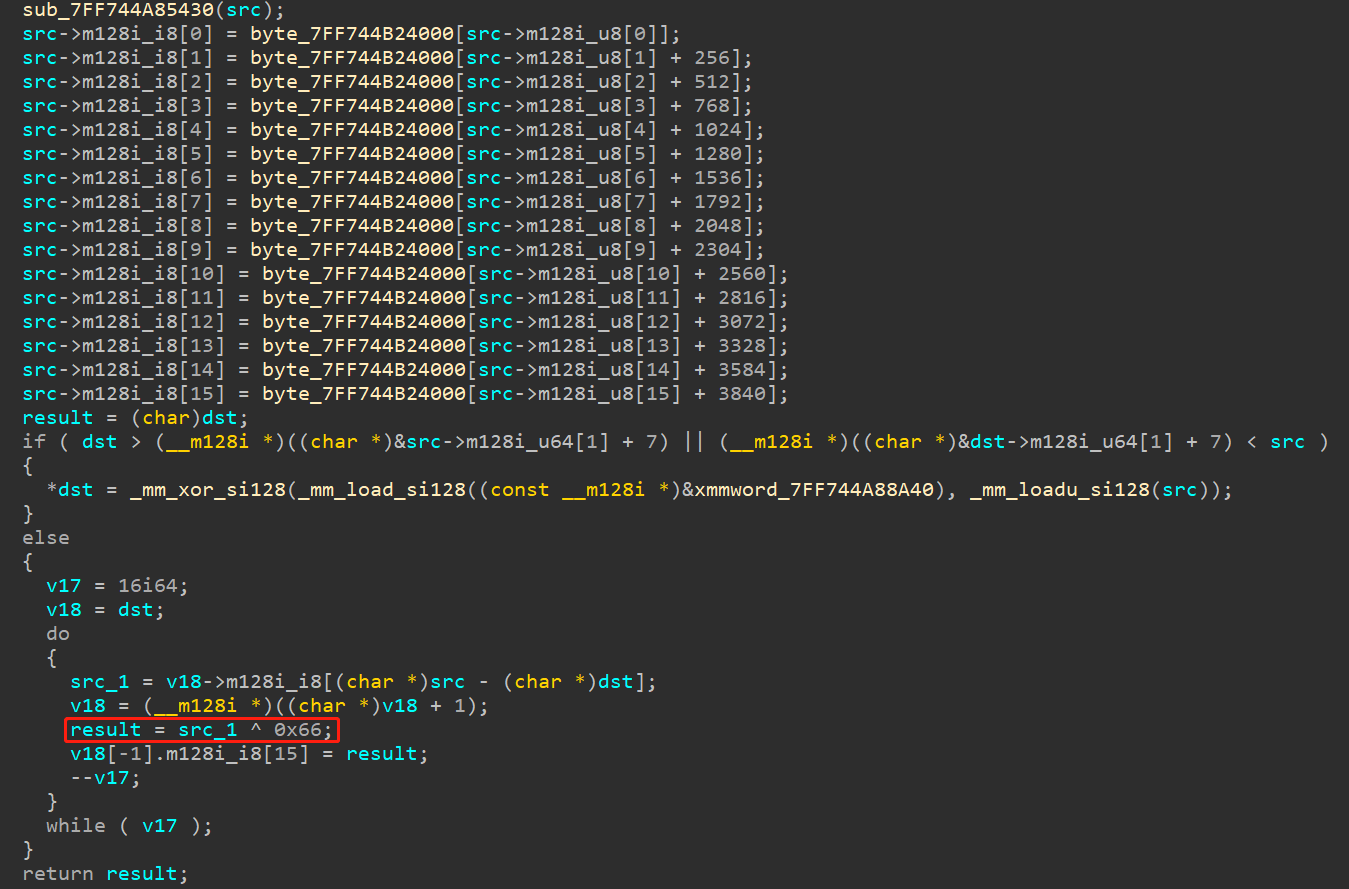 sub_7FF744A85430(src);
src->m128i_i8[0] = byte_7FF744B24000[src->m128i_u8[0]];
src->m128i_i8[1] = byte_7FF744B24000[src->m128i_u8[1] + 256];
src->m128i_i8[2] = byte_7FF744B24000[src->m128i_u8[2] + 512];
src->m128i_i8[3] = byte_7FF744B24000[src->m128i_u8[3] + 768];
src->m128i_i8[4] = byte_7FF744B24000[src->m128i_u8[4] + 1024];
src->m128i_i8[5] = byte_7FF744B24000[src->m128i_u8[5] + 1280];
src->m128i_i8[6] = byte_7FF744B24000[src->m128i_u8[6] + 1536];
src->m128i_i8[7] = byte_7FF744B24000[src->m128i_u8[7] + 1792];
src->m128i_i8[8] = byte_7FF744B24000[src->m128i_u8[8] + 2048];
src->m128i_i8[9] = byte_7FF744B24000[src->m128i_u8[9] + 2304];
src->m128i_i8[10] = byte_7FF744B24000[src->m128i_u8[10] + 2560];
src->m128i_i8[11] = byte_7FF744B24000[src->m128i_u8[11] + 2816];
src->m128i_i8[12] = byte_7FF744B24000[src->m128i_u8[12] + 3072];
src->m128i_i8[13] = byte_7FF744B24000[src->m128i_u8[13] + 3328];
src->m128i_i8[14] = byte_7FF744B24000[src->m128i_u8[14] + 3584];
src->m128i_i8[15] = byte_7FF744B24000[src->m128i_u8[15] + 3840];
result = (char)dst;
if ( dst > (__m128i *)((char *)&src->m128i_u64[1] + 7) || (__m128i *)((char *)&dst->m128i_u64[1] + 7) < src )
{
  *dst = _mm_xor_si128(_mm_load_si128((const __m128i *)&xmmword_7FF744A88A40), _mm_loadu_si128(src));
}
else
{
  v17 = 16i64;
  v18 = dst;
  do
  {
    src_1 = v18->m128i_i8[(char *)src - (char *)dst];
    v18 = (__m128i *)((char *)v18 + 1);
    result = src_1 ^ 0x66;
    v18[-1].m128i_i8[15] = result;
    --v17;
  }
  while ( v17 );
}
return result;